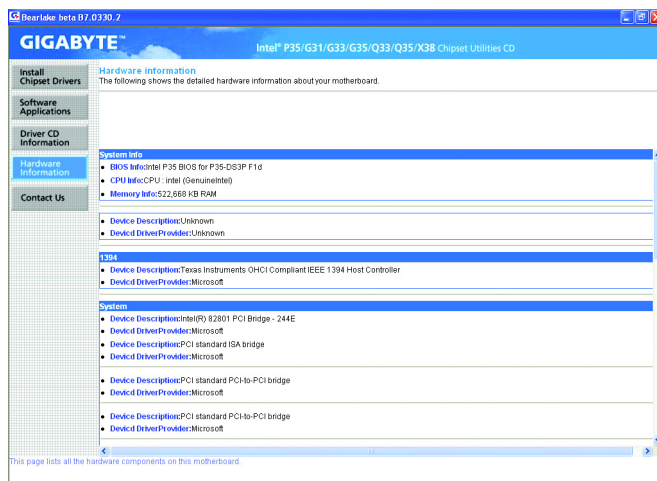 Bearlake beta B7.0330.2
GIGABYTE™
Intel® P35/G31/G33/G35/Q33/Q35/X38 Chipset Utilities CD
Install
Chipset Drivers
Software
Applications
Driver CD
Information
Hardware
Information
Contact Us
Hardware information
The following shows the detailed hardware information about your motherboard.
System Info
• BIOS Info:Intel P35 BIOS for P35-DS3P F1d
• CPU Info:CPU : intel (GenuineIntel)
• Memory Info:522,668 KB RAM
• Device Description:Unknown
• Devicd DriverProvider:Unknown
1394
• Device Description:Texas Instruments OHCI Compliant IEEE 1394 Host Controller
• Devicd DriverProvider:Microsoft
System
• Device Description:Intel(R) 82801 PCI Bridge - 244E
• Devicd DriverProvider:Microsoft
• Device Description:PCI standard ISA bridge
• Devicd DriverProvider:Microsoft
• Device Description:PCI standard PCI-to-PCI bridge
• Devicd DriverProvider:Microsoft
• Device Description:PCI standard PCI-to-PCI bridge
• Devicd DriverProvider:Microsoft
This page lists all the hardware components on this motherboard.